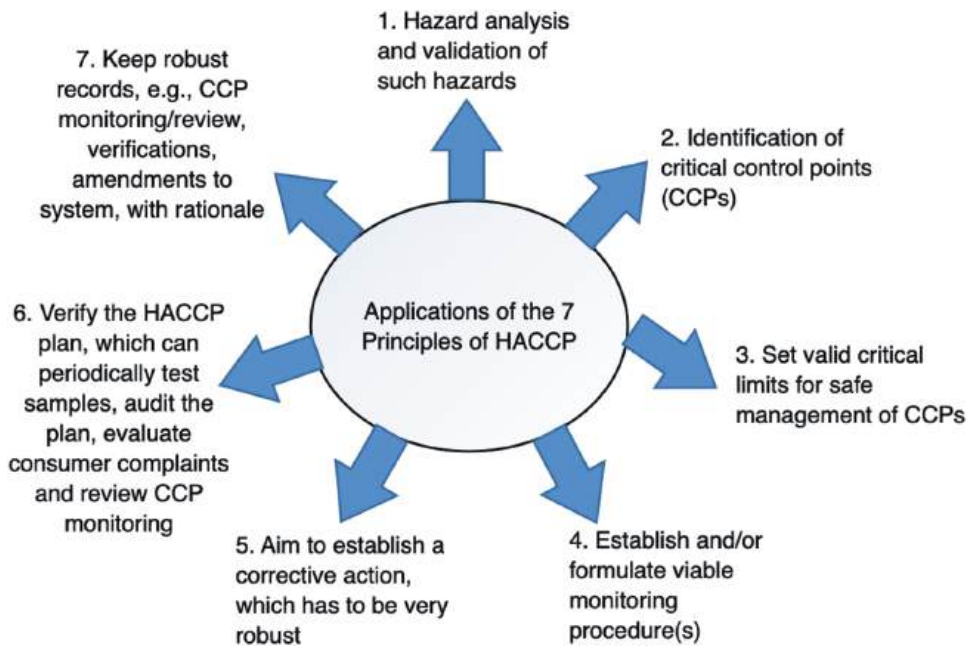 1. Hazard analysis
and validation of
such hazards
2. Identification of
critical control points
(CCPs)
3. Set valid critical
limits for safe
management of CCPs
4. Establish and/or
formulate viable
monitoring
procedure(s)
5. Aim to establish a
corrective action,
which has to be very
robust
6. Verify the HACCP
plan, which can
periodically test
samples, audit the
plan, evaluate
consumer complaints
and review CCP
monitoring
7. Keep robust
records, e.g., CCP
monitoring/review,
verifications,
amendments to
system, with rationale
Applications of the 7
Principles of HACCP